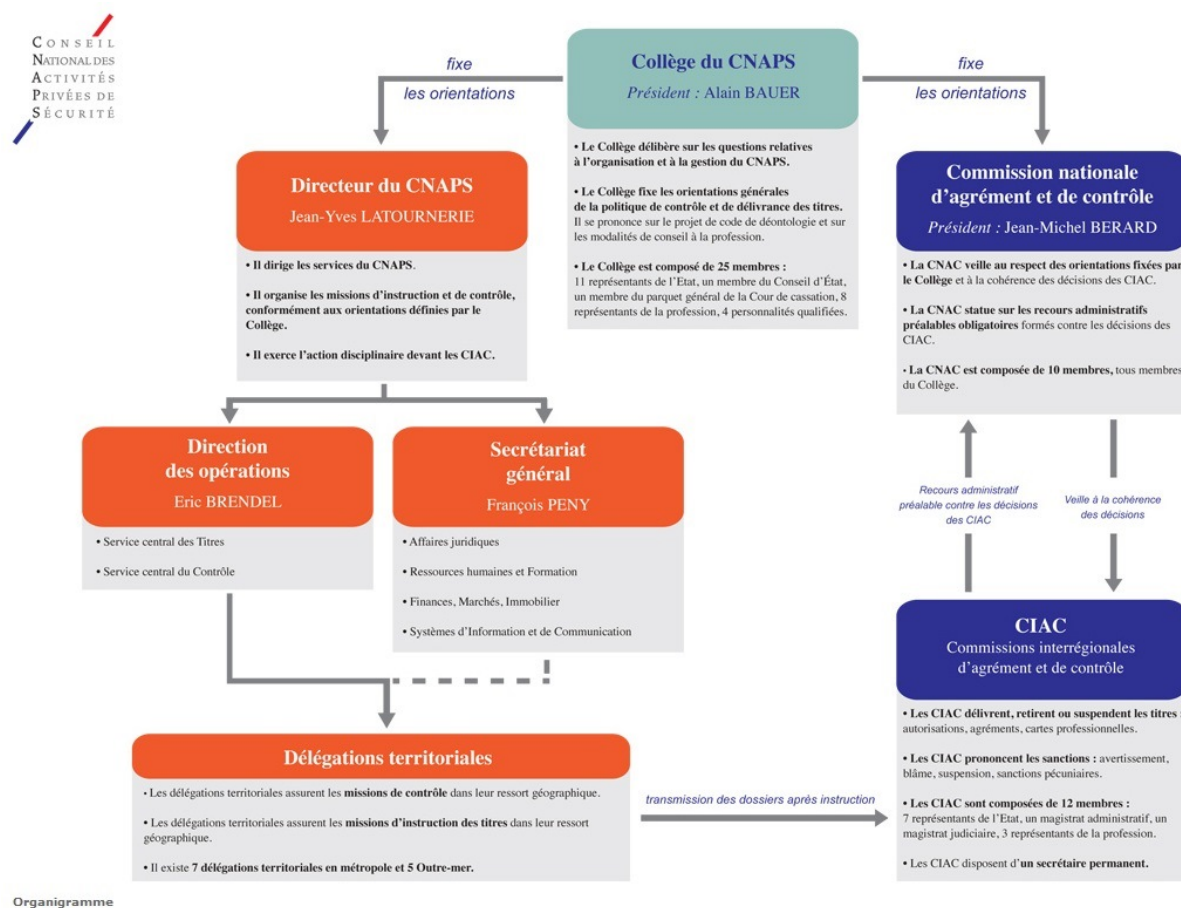 CONSEIL
NATIONAL DES
ACTIVITÉS
PRIVÉES DE
SÉCURITÉ
fixe
les orientations
Collège du CNAPS
Président : Alain BAUER
fixe
les orientations
• Le Collège délibère sur les questions relatives
à l'organisation et à la gestion du CNAPS.
• Le Collège fixe les orientations générales
de la politique de contrôle et de délivrance des titres.
Il se prononce sur le projet de code de déontologie et sur
les modalités de conseil à la profession.
• Le Collège est composé de 25 membres :
11 représentants de l'Etat, un membre du Conseil d'État,
un membre du parquet général de la Cour de cassation, 8
représentants de la profession, 4 personnalités qualifiées.
Directeur du CNAPS
Jean-Yves LATOURNERIE
• Il dirige les services du CNAPS.
• Il organise les missions d'instruction et de contrôle,
conformément aux orientations définies par le
Collège.
• Il exerce l'action disciplinaire devant les CIAC.
Commission nationale
d'agrément et de contrôle
Président : Jean-Michel BERARD
• La CNAC veille au respect des orientations fixées par
le Collège et à la cohérence des décisions des CIAC.
• La CNAC statue sur les recours administratifs
préalables obligatoires formés contre les décisions des
CIAC.
• La CNAC est composée de 10 membres, tous membres
du Collège.
Direction
des opérations
Eric BRENDEL
• Service central des Titres
• Service central du Contrôle
Secrétariat
général
François PENY
• Affaires juridiques
• Ressources humaines et Formation
• Finances, Marchés, Immobilier
• Systèmes d'Information et de Communication
Recours administratif
préalable contre les décisions
des CIAC
Veille à la cohérence
des décisions
CIAC
Commissions interrégionales
d'agrément et de contrôle
• Les CIAC délivrent, retirent ou suspendent les titres :
autorisations, agréments, cartes professionnelles.
• Les CIAC prononcent les sanctions : avertissement,
blâme, suspension, sanctions pécuniaires.
• Les CIAC sont composées de 12 membres :
7 représentants de l'Etat, un magistrat administratif, un
magistrat judiciaire, 3 représentants de la profession.
• Les CIAC disposent d'un secrétaire permanent.
Délégations territoriales
• Les délégations territoriales assurent les missions de contrôle dans leur ressort géographique.
• Les délégations territoriales assurent les missions d'instruction des titres dans leur ressort
géographique.
• Il existe 7 délégations territoriales en métropole et 5 Outre-mer.
transmission des dossiers après instruction
Organigramme